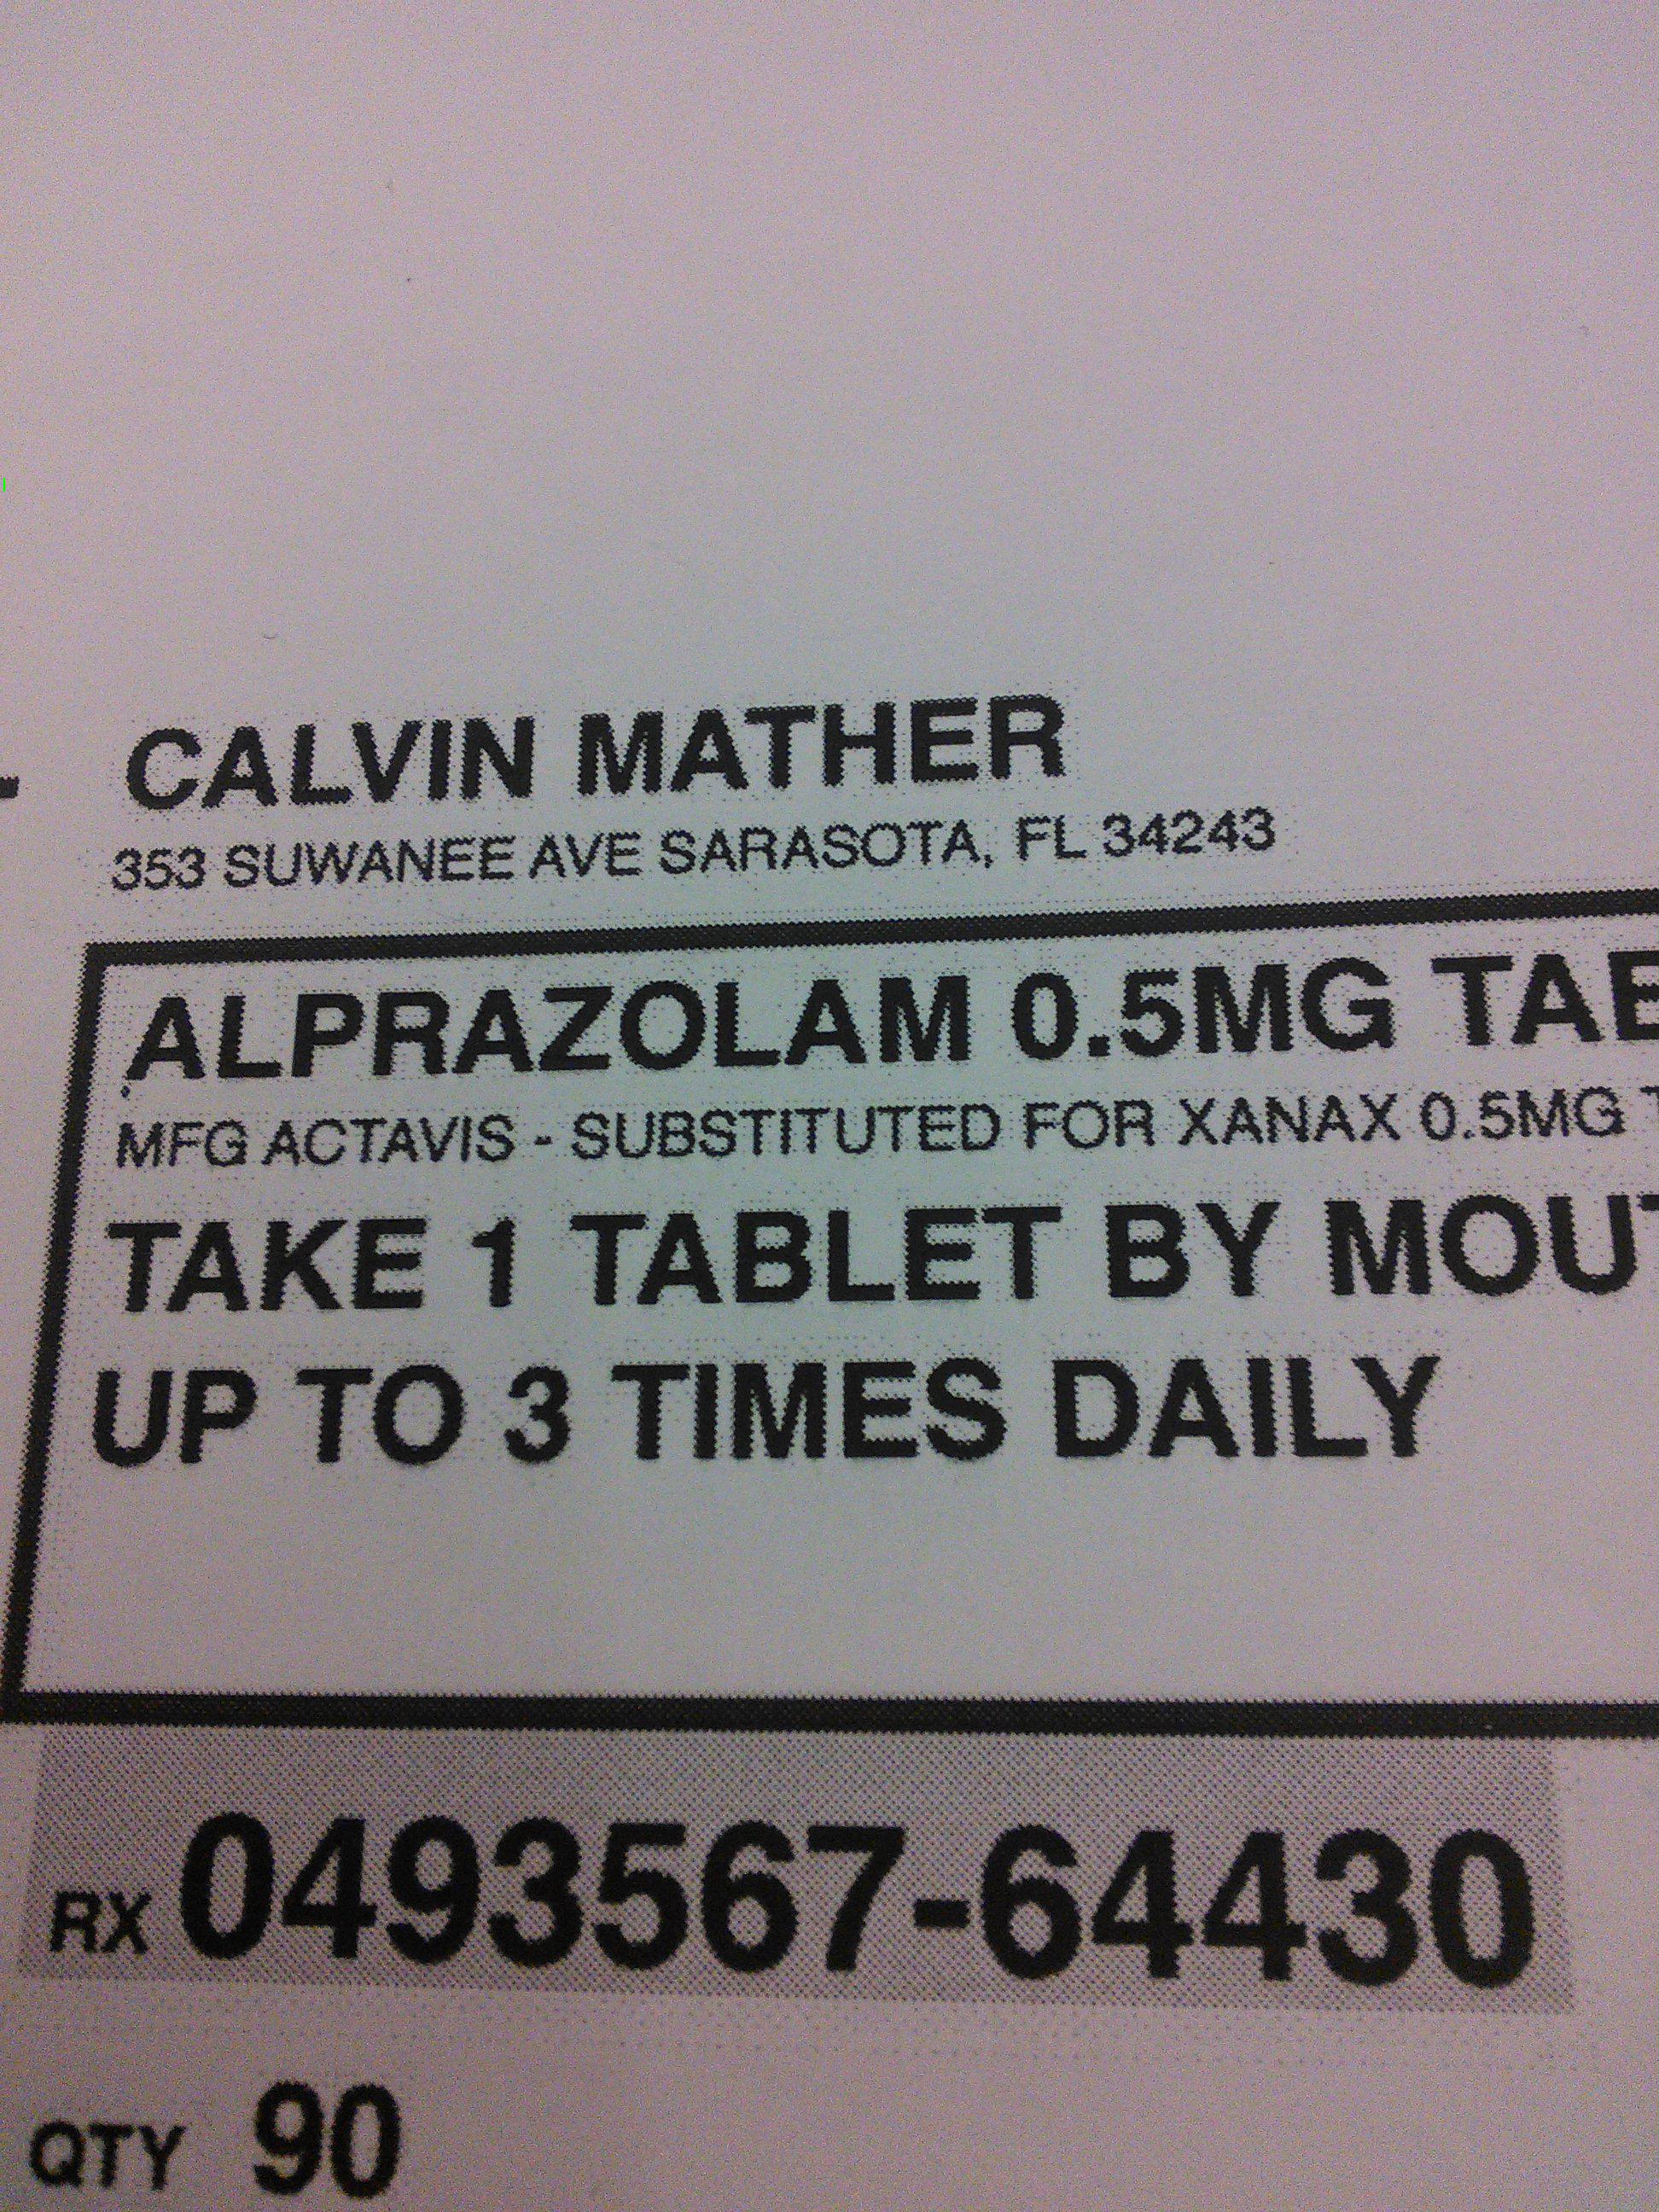 CALVIN MATHER
353 SUWANEE AVE SARASOTA, FL 34243
ALPRAZOLAM 0.5MG
MFG ACTAVIS - SUBSTITUTED FOR XANAX 0.5MG
TAKE 1 TABLET BY
UP TO 3 TIMES DAILY
RX 0493567-64430
QTY 90